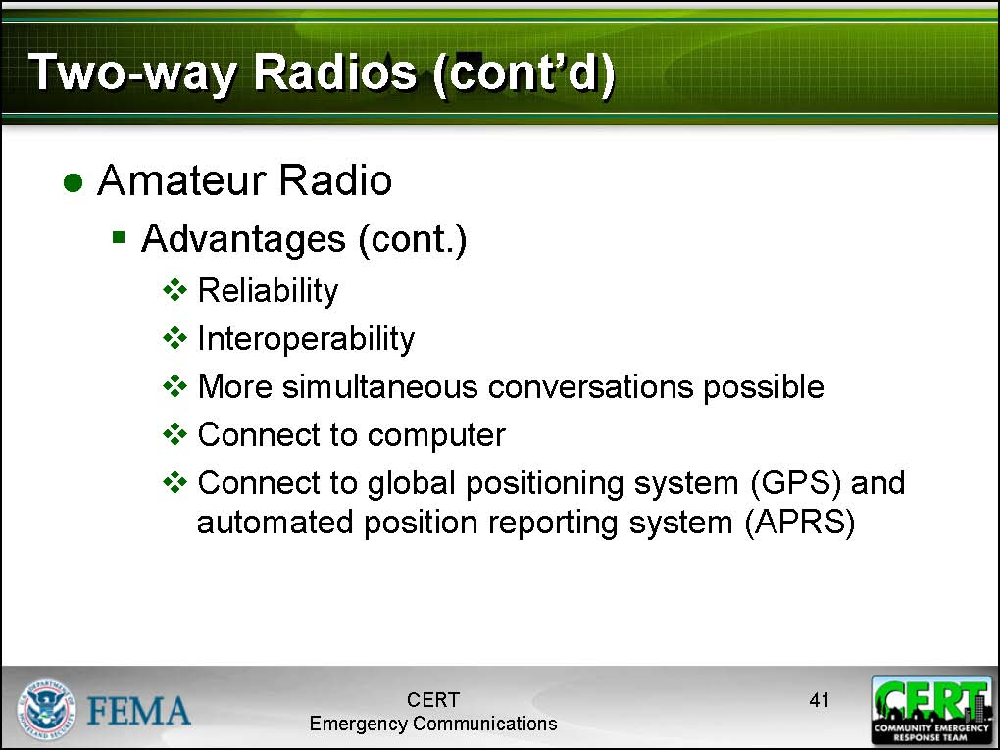 Two-way Radios (cont’d)
Amateur Radio
Advantages (cont.)
Reliability
Interoperability
More simultaneous conversations possible
Connect to computer
Connect to global positioning system (GPS) and
automated position reporting system (APRS)
U.S. DEPARTMENT OF
HOMELAND SECURITY
FEMA
CERT
Emergency Communications
41
CERT
COMMUNITY EMERGENCY
RESPONSE TEAM